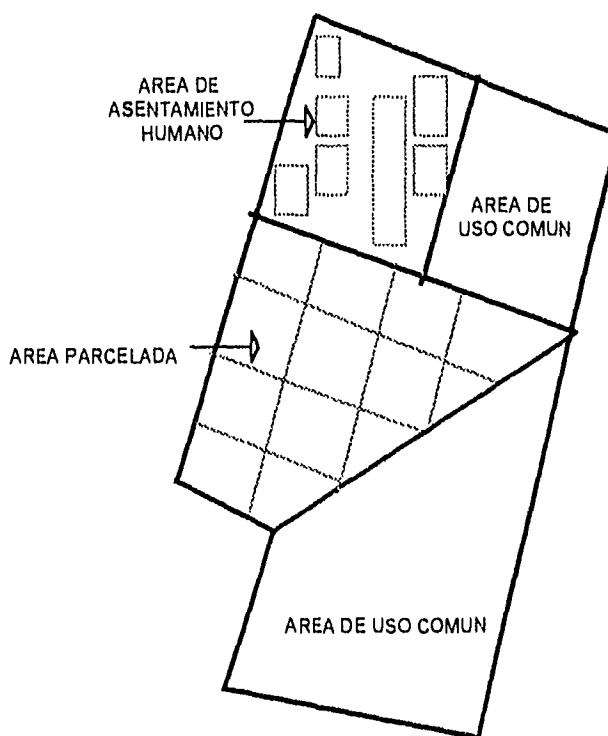 AREA DE
ASENTAMIENTO
HUMANO
AREA DE
USO COMUN
AREA PARCELADA
AREA DE USO COMUN